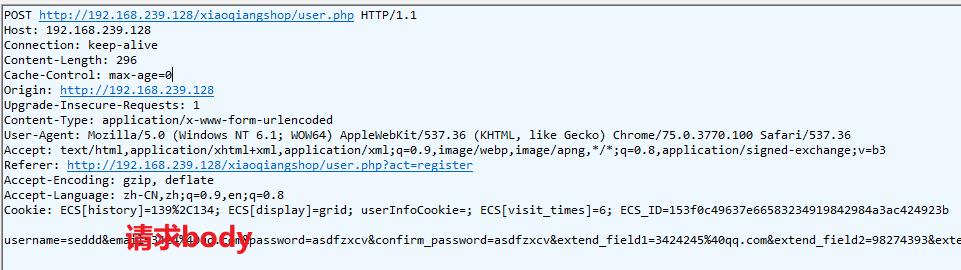 POST http://192.168.239.128/xiaoqiangshop/user.php HTTP/1.1
Host: 192.168.239.128
Connection: keep-alive
Content-Length: 296
Cache-Control: max-age=0
Origin: http://192.168.239.128
Upgrade-Insecure-Requests: 1
Content-Type: application/x-www-form-urlencoded
User-Agent: Mozilla/5.0 (Windows NT 6.1; WOW64) AppleWebKit/537.36 (KHTML, like Gecko) Chrome/75.0.3770.100 Safari/537.36
Accept: text/html,application/xhtml+xml,application/xml;q=0.9,image/webp,image/apng,*/*;q=0.8,application/signed-exchange;v=b3
Referer: http://192.168.239.128/xiaoqiangshop/user.php?act=register
Accept-Encoding: gzip, deflate
Accept-Language: zh-CN,zh;q=0.9,en;q=0.8
Cookie: ECS[history]=139%2C134; ECS[display]=grid; userInfoCookie=; ECS[visit_times]=6; ECS_ID=153f0c49637e66583234919842984a3ac424923b
username=seddd&password=asdfzxcv&confirm_password=asdfzxcv&extend_field1=3424245%40qq.com&extend_field2=98274393&exte
请求body